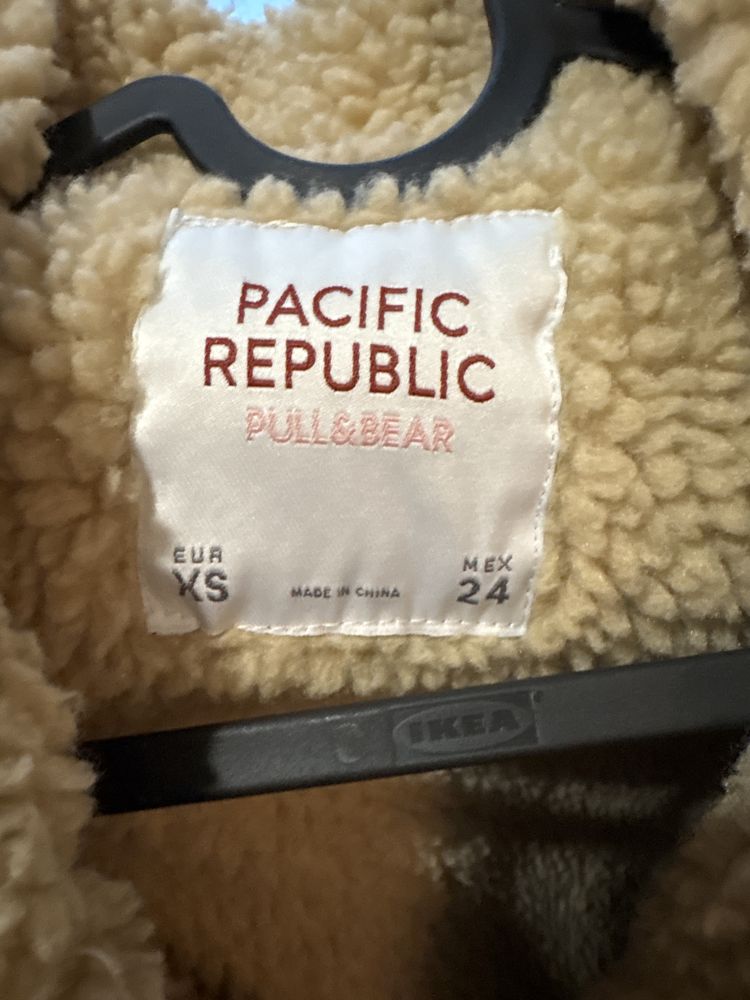 PACIFIC
REPUBLIC
PULL&BEAR
EUR
XS
MADE IN CHINA
MEX
24
IKEA